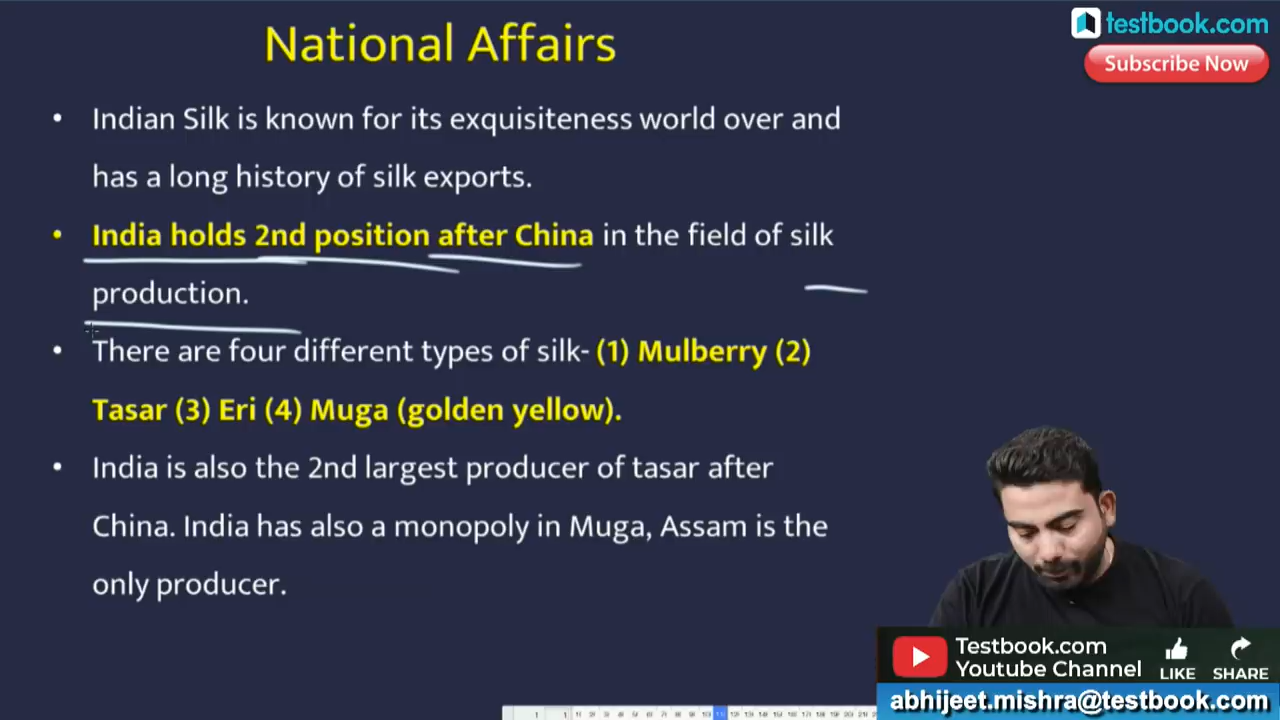 National Affairs
testbook.com
Subscribe Now
• Indian Silk is known for its exquisiteness world over and
has a long history of silk exports.
• India holds 2nd position after China in the field of silk
production.
• There are four different types of silk- (1) Mulberry (2)
Tasar (3) Eri (4) Muga (golden yellow).
• India is also the 2nd largest producer of tasar after
China. India has also a monopoly in Muga, Assam is the
only producer.
Testbook.com
Youtube Channel
LIKE
SHARE
abhijeet.mishra@testbook.com